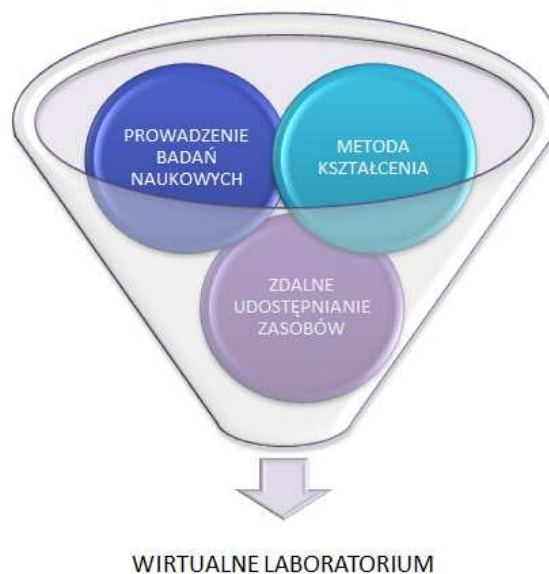 PROWADZENIE
BADAŃ
NAUKOWYCH
METODA
KSZTAŁCENIA
ZDALNE
UDOSTĘPNIANIE
ZASOBÓW
WIRTUALNE LABORATORIUM